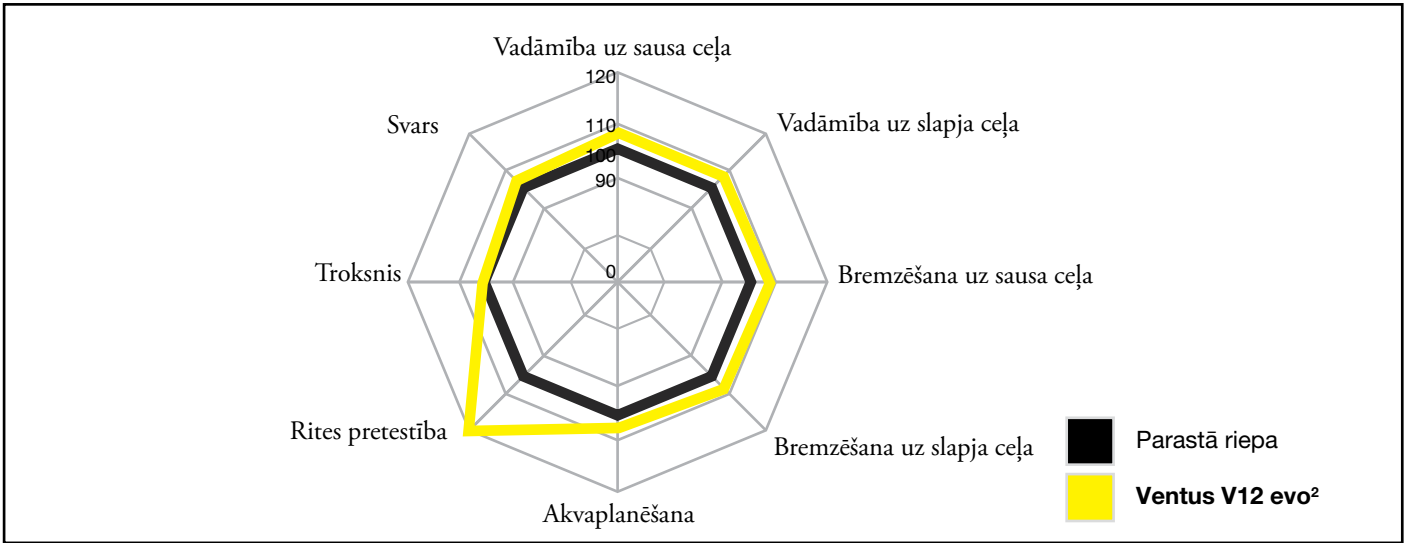 Vadāmība uz sausa ceļa
120
Svars
110
Vadāmība uz slapja ceļa
100
90
Troksnis
0
Bremzēšana uz sausa ceļa
Rites pretestība
Bremzēšana uz slapja ceļa
Akvaplanēšana
Parastā riepa
Ventus V12 evo²